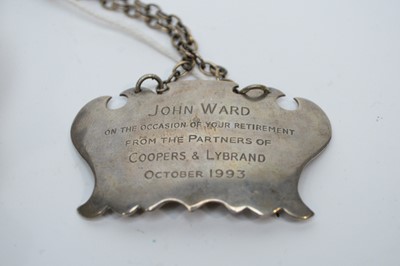 JOHN WARD
ON THE OCCASION OF YOUR RETIREMENT
FROM THE PARTNERS OF
COOPERS & LYBRAND
OCTOBER 1993